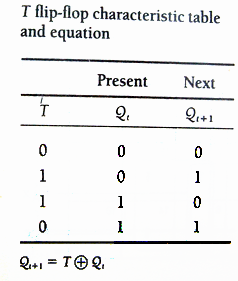 T flip-flop characteristic table
and equation
Present Next
T Qt Qt+1
0 0 0
1 0 1
1 1 0
0 1 1
Qt+1 = T ⊕ Qt